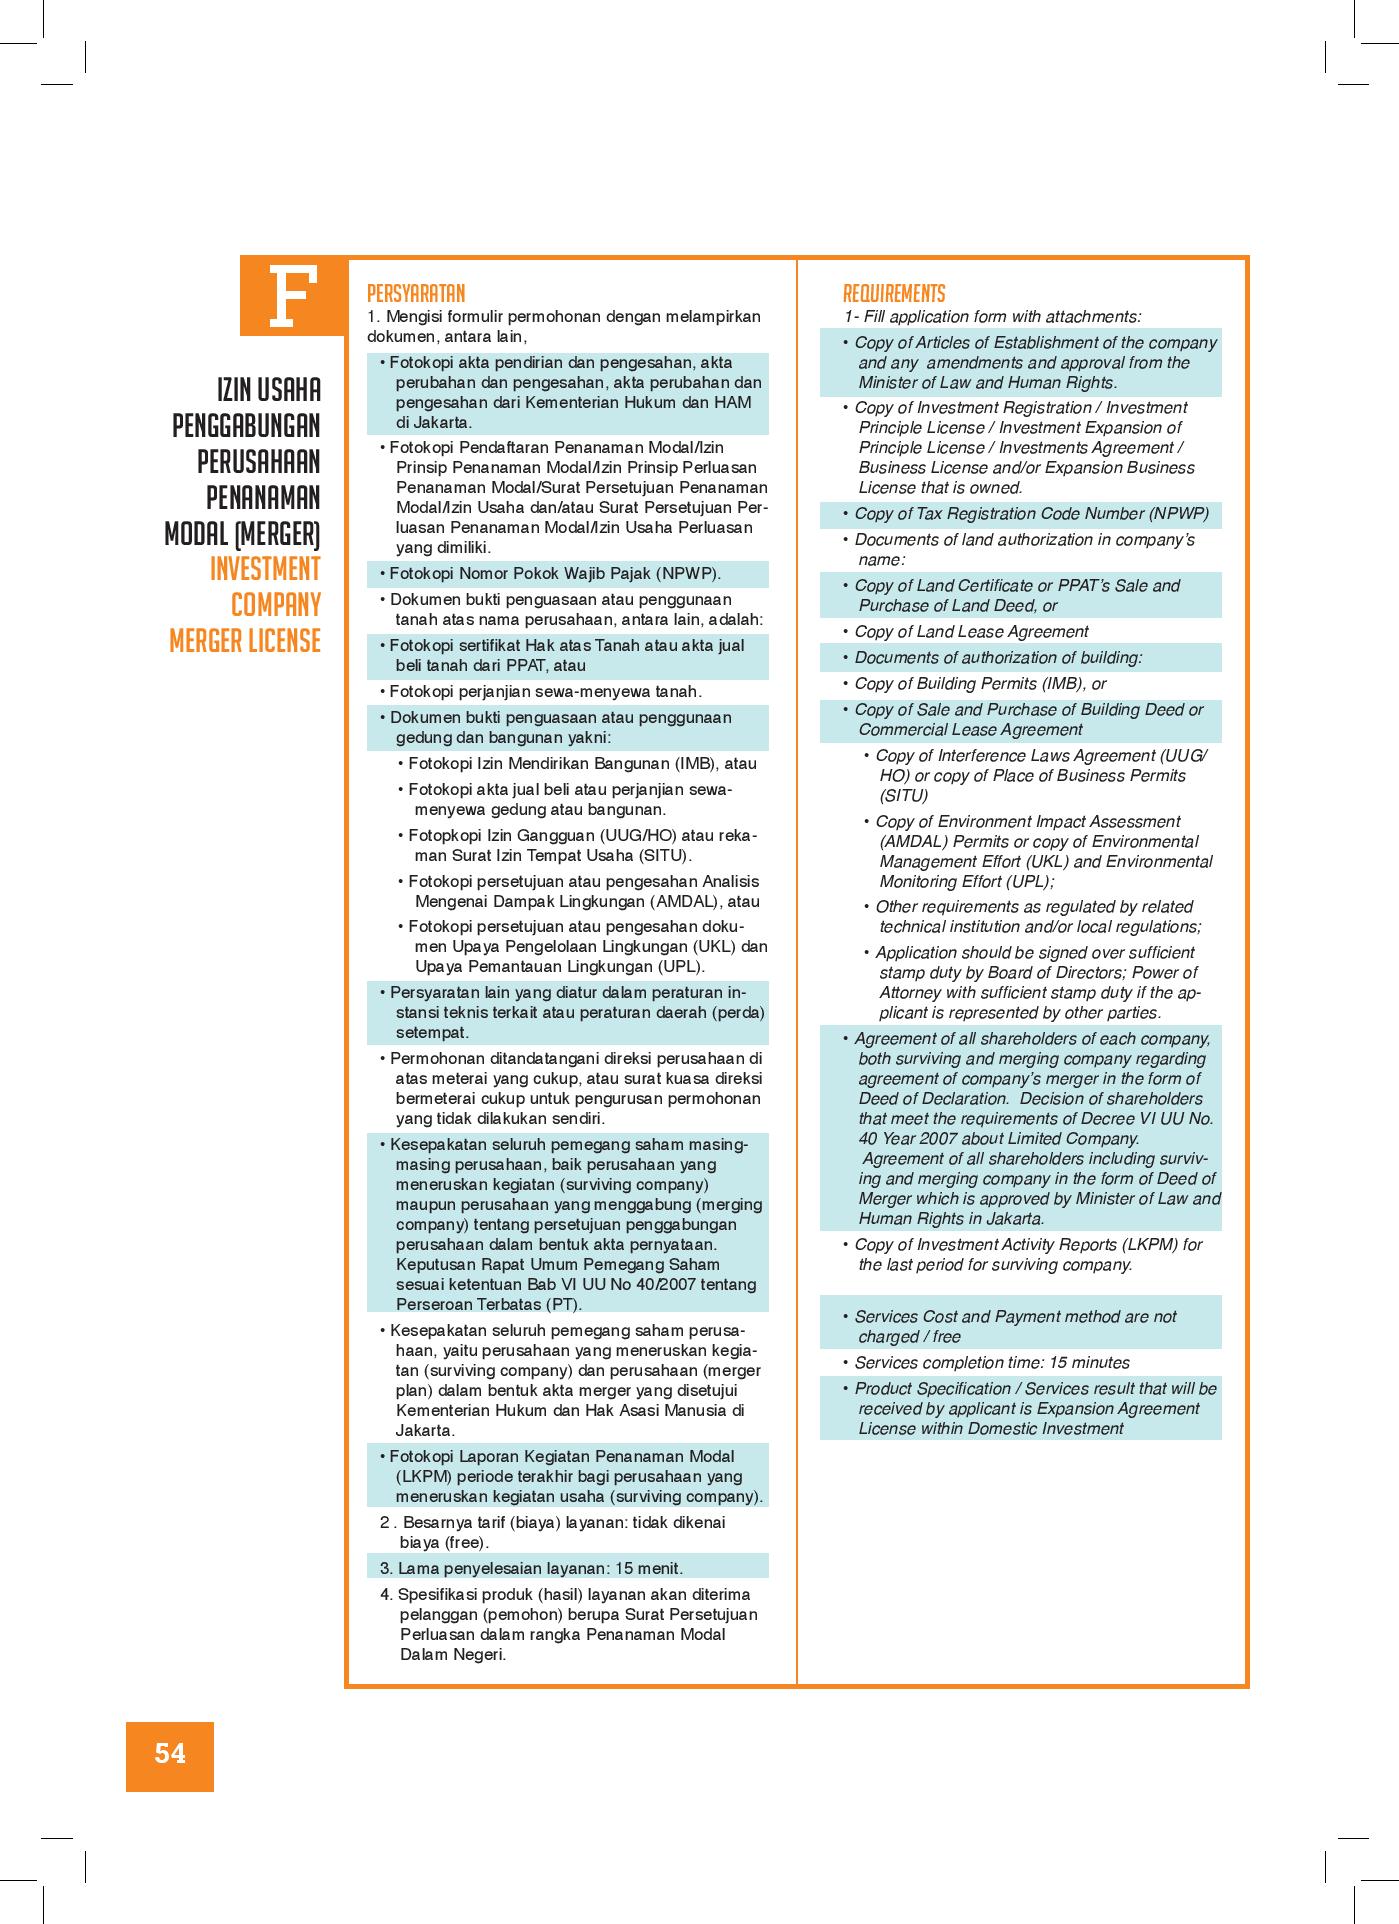 F
IZIN USAHA
PENGGABUNGAN
PERUSAHAAN
PENANAMAN
MODAL (MERGER)
INVESTMENT
COMPANY
MERGER LICENSE
PERSYARATAN
1. Mengisi formulir permohonan dengan melampirkan
dokumen, antara lain,
• Fotokopi akta pendirian dan pengesahan, akta
perubahan dan pengesahan, akta perubahan dan
pengesahan dari Kementerian Hukum dan HAM
di Jakarta.
• Fotokopi Pendaftaran Penanaman Modal/Izin
Prinsip Penanaman Modal/Izin Prinsip Perluasan
Penanaman Modal/Surat Persetujuan Penanaman
Modal/Izin Usaha dan/atau Surat Persetujuan Per-
luasan Penanaman Modal/Izin Usaha Perluasan
yang dimiliki.
• Fotokopi Nomor Pokok Wajib Pajak (NPWP).
• Dokumen bukti penguasaan atau penggunaan
tanah atas nama perusahaan, antara lain, adalah:
• Fotokopi sertifikat Hak atas Tanah atau akta jual
beli tanah dari PPAT, atau
• Fotokopi perjanjian sewa-menyewa tanah.
• Dokumen bukti penguasaan atau penggunaan
gedung dan bangunan yakni:
• Fotokopi Izin Mendirikan Bangunan (IMB), atau
• Fotokopi akta jual beli atau perjanjian sewa-
menyewa gedung atau bangunan.
• Fotopkopi Izin Gangguan (UUG/HO) atau reka-
man Surat Izin Tempat Usaha (SITU).
• Fotokopi persetujuan atau pengesahan Analisis
Mengenai Dampak Lingkungan (AMDAL), atau
• Fotokopi persetujuan atau pengesahan doku-
men Upaya Pengelolaan Lingkungan (UKL) dan
Upaya Pemantauan Lingkungan (UPL).
• Persyaratan lain yang diatur dalam peraturan in-
stansi teknis terkait atau peraturan daerah (perda)
setempat.
• Permohonan ditandatangani direksi perusahaan di
atas meterai yang cukup, atau surat kuasa direksi
bermeterai cukup untuk pengurusan permohonan
yang tidak dilakukan sendiri.
• Kesepakatan seluruh pemegang saham masing-
masing perusahaan, baik perusahaan yang
meneruskan kegiatan (surviving company)
maupun perusahaan yang menggabung (merging
company) tentang persetujuan penggabungan
perusahaan dalam bentuk akta pernyataan.
Keputusan Rapat Umum Pemegang Saham
sesuai ketentuan Bab VI UU No 40/2007 tentang
Perseroan Terbatas (PT).
• Kesepakatan seluruh pemegang saham perusa-
haan, yaitu perusahaan yang meneruskan kegia-
tan (surviving company) dan perusahaan (merger
plan) dalam bentuk akta merger yang disetujui
Kementerian Hukum dan Hak Asasi Manusia di
Jakarta.
• Fotokopi Laporan Kegiatan Penanaman Modal
(LKPM) periode terakhir bagi perusahaan yang
meneruskan kegiatan usaha (surviving company).
2 . Besarnya tarif (biaya) layanan: tidak dikenai
biaya (free).
3. Lama penyelesaian layanan: 15 menit.
4. Spesifikasi produk (hasil) layanan akan diterima
pelanggan (pemohon) berupa Surat Persetujuan
Perluasan dalam rangka Penanaman Modal
Dalam Negeri.
REQUIREMENTS
1- Fill application form with attachments:
• Copy of Articles of Establishment of the company
and any amendments and approval from the
Minister of Law and Human Rights.
• Copy of Investment Registration / Investment
Principle License / Investment Expansion of
Principle License / Investments Agreement /
Business License and/or Expansion Business
License that is owned.
• Copy of Tax Registration Code Number (NPWP)
• Documents of land authorization in company's
name:
• Copy of Land Certificate or PPAT's Sale and
Purchase of Land Deed, or
• Copy of Land Lease Agreement
• Documents of authorization of building:
• Copy of Building Permits (IMB), or
• Copy of Sale and Purchase of Building Deed or
Commercial Lease Agreement
• Copy of Interference Laws Agreement (UUG/
HO) or copy of Place of Business Permits
(SITU)
• Copy of Environment Impact Assessment
(AMDAL) Permits or copy of Environmental
Management Effort (UKL) and Environmental
Monitoring Effort (UPL);
• Other requirements as regulated by related
technical institution and/or local regulations;
• Application should be signed over sufficient
stamp duty by Board of Directors; Power of
Attorney with sufficient stamp duty if the ap-
plicant is represented by other parties.
• Agreement of all shareholders of each company,
both surviving and merging company regarding
agreement of company's merger in the form of
Deed of Declaration. Decision of shareholders
that meet the requirements of Decree VI UU No.
40 Year 2007 about Limited Company.
Agreement of all shareholders including surviv-
ing and merging company in the form of Deed of
Merger which is approved by Minister of Law and
Human Rights in Jakarta.
• Copy of Investment Activity Reports (LKPM) for
the last period for surviving company.
• Services Cost and Payment method are not
charged / free
• Services completion time: 15 minutes
• Product Specification / Services result that will be
received by applicant is Expansion Agreement
License within Domestic Investment
54